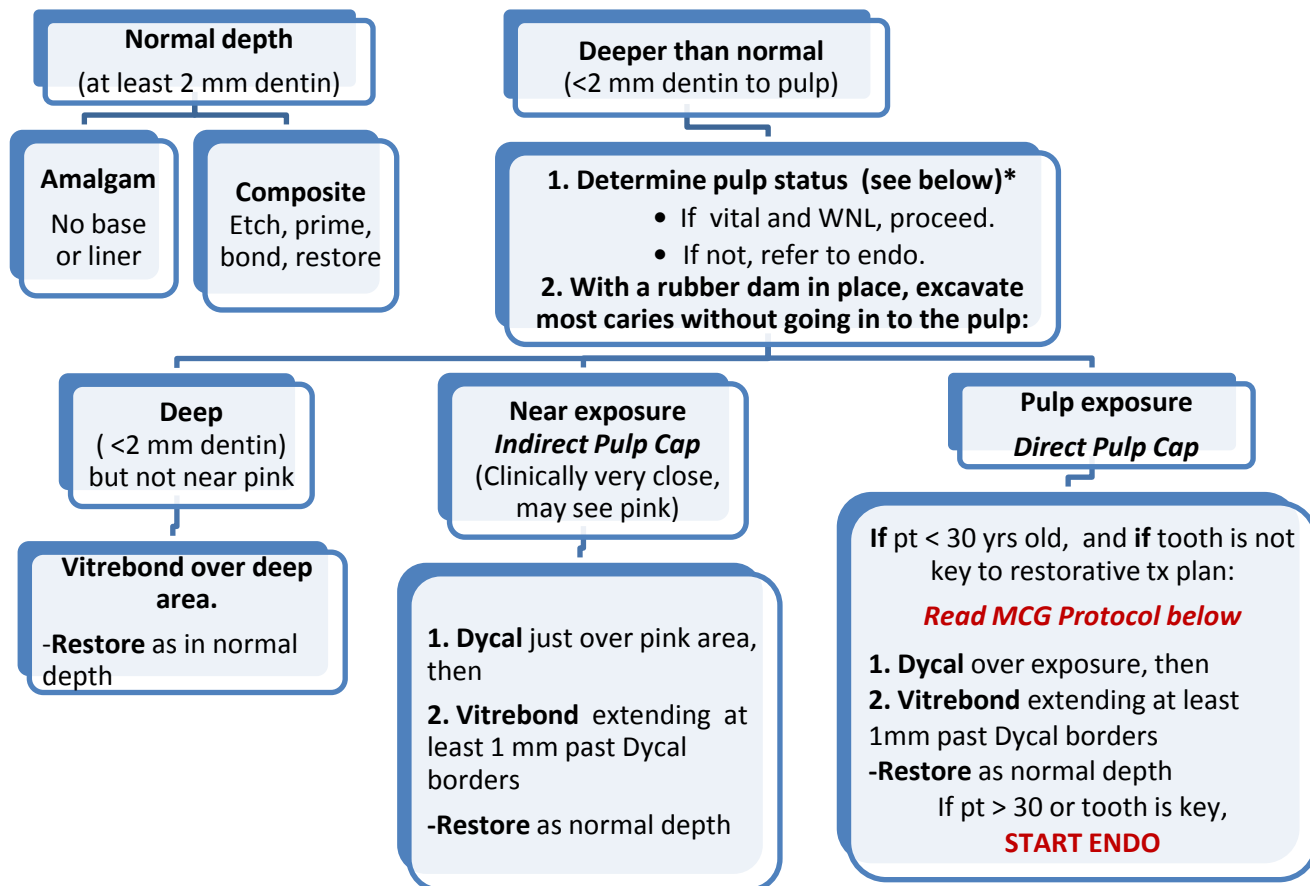 Normal depth
(at least 2 mm dentin)
Deeper than normal
(<2 mm dentin to pulp)
Amalgam
No base
or liner
Composite
Etch, prime,
bond, restore
1. Determine pulp status (see below)*
• If vital and WNL, proceed.
• If not, refer to endo.
2. With a rubber dam in place, excavate
most caries without going in to the pulp:
Deep
( <2 mm dentin)
but not near pink
Vitrebond over deep
area.
-Restore as in normal
depth
Near exposure
Indirect Pulp Cap
(Clinically very close,
may see pink)
1. Dycal just over pink area,
then
2. Vitrebond extending at
least 1 mm past Dycal
borders
-Restore as normal depth
Pulp exposure
Direct Pulp Cap
If pt < 30 yrs old, and if tooth is not
key to restorative tx plan:
Read MCG Protocol below
1. Dycal over exposure, then
2. Vitrebond extending at least
1mm past Dycal borders
-Restore as normal depth
If pt > 30 or tooth is key,
START ENDO